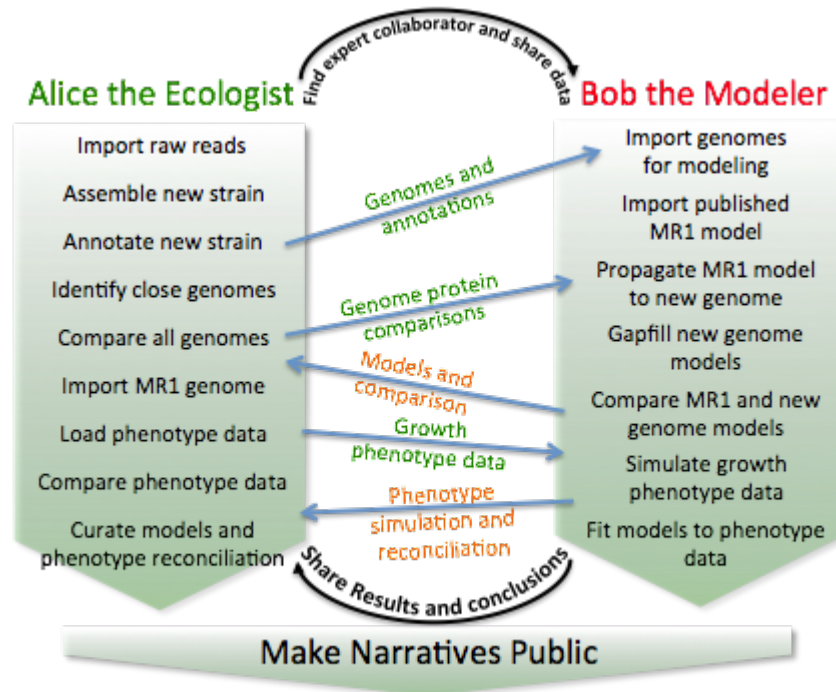 Find expert collaborator and share data
Alice the Ecologist
Bob the Modeler
Import raw reads
Assemble new strain
Annotate new strain
Identify close genomes
Compare all genomes
Import MR1 genome
Load phenotype data
Compare phenotype data
Curate models and
phenotype reconciliation
Genomes and
annotations
Genome protein
comparisons
Models and
comparison
Growth
phenotype data
Phenotype
simulation and
reconciliation
Import genomes
for modeling
Import published
MR1 model
Propagate MR1 model
to new genome
Gapfill new genome
models
Compare MR1 and new
genome models
Simulate growth
phenotype data
Fit models to phenotype
data
Share Results and conclusions
Make Narratives Public